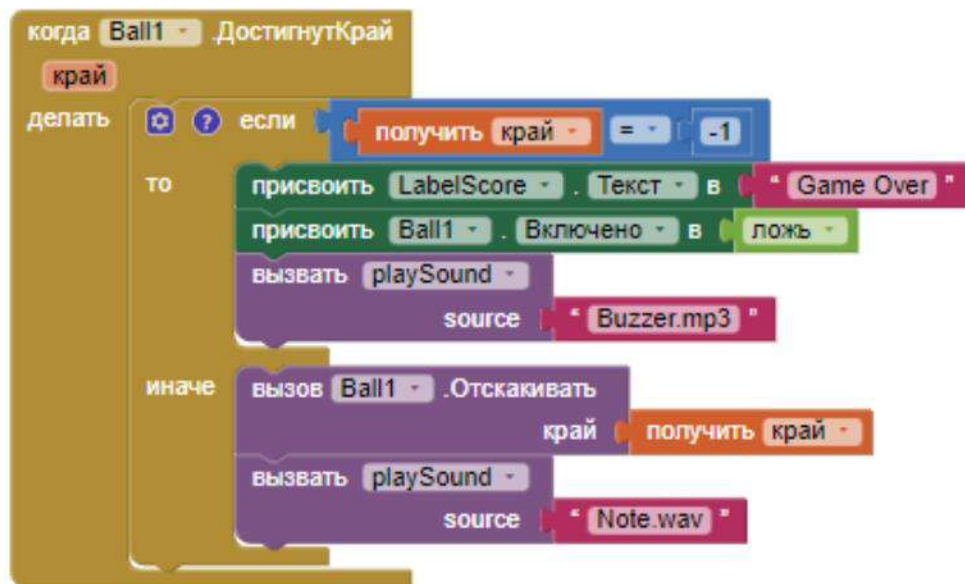 когда Ball1 .ДостигнутКрай
край
делать ? если получить край = -1
то присвоить LabelScore . Текст в " Game Over "
присвоить Ball1 . Включено в ложь
вызвать playSound
source " Buzzer.mp3 "
иначе вызов Ball1 .Отскакивать
край получить край
вызвать playSound
source " Note.wav "